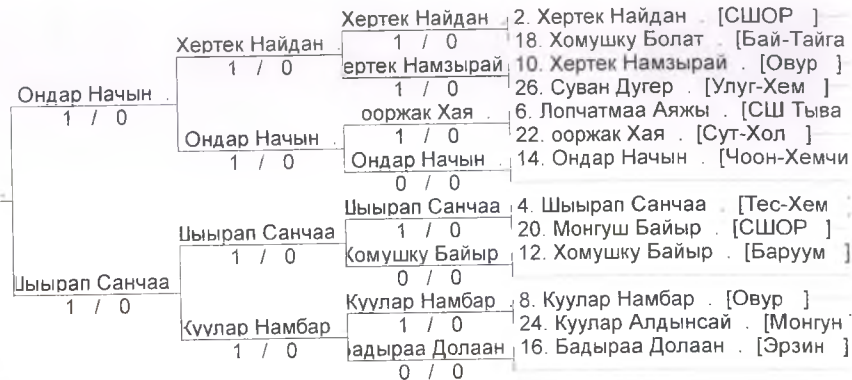 Хертек Найдан . 2. Хертек Найдан . [СШОР ]
Хертек Найдан . 1 / 0 18. Хомушку Болат . [Бай-Тайга
1 / 0 ертек Намзырай 10. Хертек Намзырай . [Овур ]
Ондар Начын . 1 / 0 26. Суван Дугер . [Улуг-Хем ]
1 / 0 ооржак Хая . 6. Лопчатмаа Аяжы . [СШ Тыва
Ондар Начын . 1 / 0 22. ооржак Хая . [Сут-Хол ]
1 / 0 Ондар Начын . 14. Ондар Начын . [Чоон-Хемчи
0 / 0
Шыырап Санчаа 4. Шыырап Санчаа . [Тес-Хем
Шыырап Санчаа 1 / 0 20. Монгуш Байыр . [СШОР ]
1 / 0 Хомушку Байыр 12. Хомушку Байыр . [Баруум ]
Шыырап Санчаа 0 / 0
1 / 0 Куулар Намбар 8. Куулар Намбар . [Овур ]
Куулар Намбар 1 / 0 24. Куулар Алдынсай . [Монгун
1 / 0 адыраа Долаан 16. Бадыраа Долаан . [Эрзин ]
0 / 0